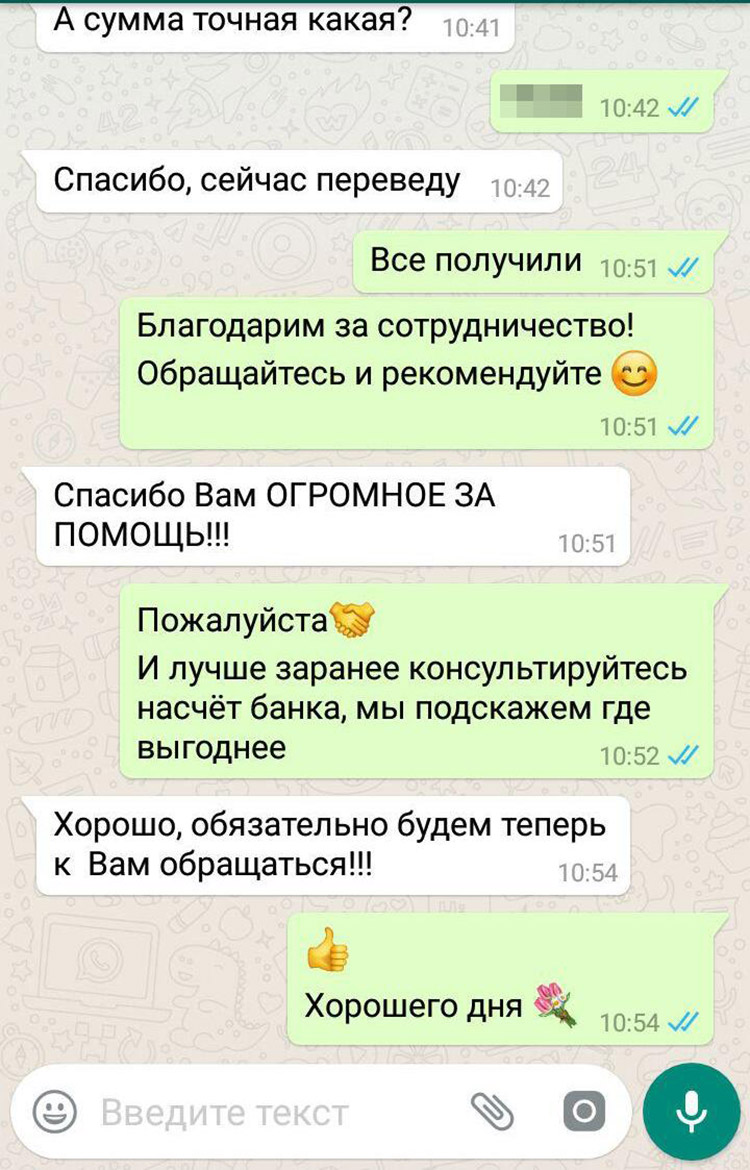 А сумма точная какая? 10:41
10:42
Спасибо, сейчас переведу 10:42
Все получили 10:51
Благодарим за сотрудничество!
Обращайтесь и рекомендуйте 😊
10:51
Спасибо Вам ОГРОМНОЕ ЗА
ПОМОЩЬ!!! 10:51
Пожалуйста🤝
И лучше заранее консультируйтесь
насчёт банка, мы подскажем где
выгоднее 10:52
Хорошо, обязательно будем теперь
к Вам обращаться!!! 10:54
👍
Хорошего дня 💐 10:54
Введите текст